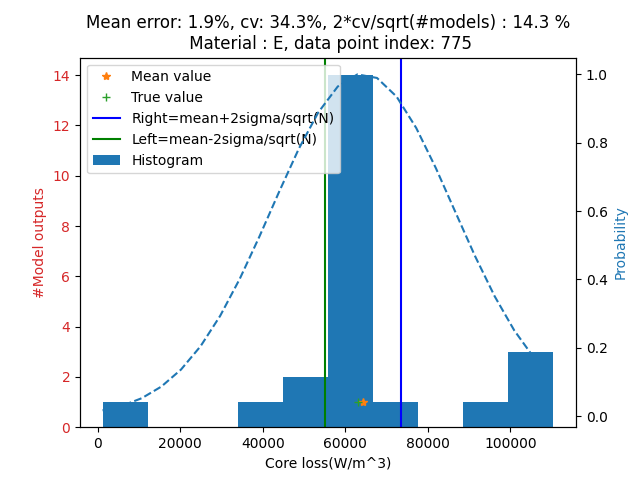 Mean error: 1.9%, cv: 34.3%, 2*cv/sqrt(#models) : 14.3 %
Material : E, data point index: 775
Mean value
True value
Right=mean+2sigma/sqrt(N)
Left=mean-2sigma/sqrt(N)
Histogram
14
12
10
8
6
4
2
0
#Model outputs
1.0
0.8
0.6
0.4
0.2
0.0
Probability
0 20000 40000 60000 80000 100000
Core loss(W/m^3)